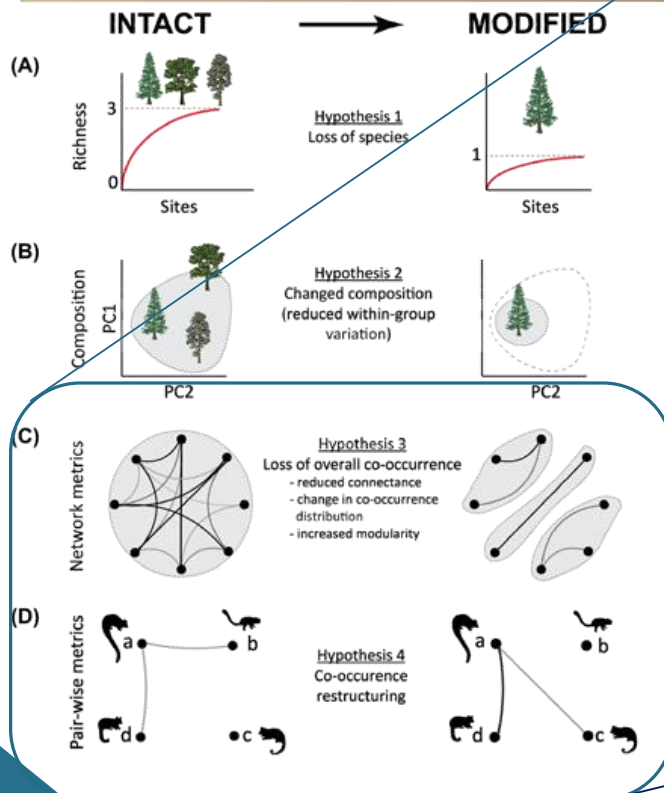 INTACT MODIFIED
(A)
Richness
3
0
Sites
Hypothesis 1
Loss of species
1
Sites
(B)
Composition
PC1
PC2
Hypothesis 2
Changed composition
(reduced within-group
variation)
PC2
(C)
Network metrics
Hypothesis 3
Loss of overall co-occurrence
- reduced connectance
- change in co-occurrence
distribution
- increased modularity
(D)
Pair-wise metrics
a
b
d
c
Hypothesis 4
Co-occurence
restructuring
a
b
d
c